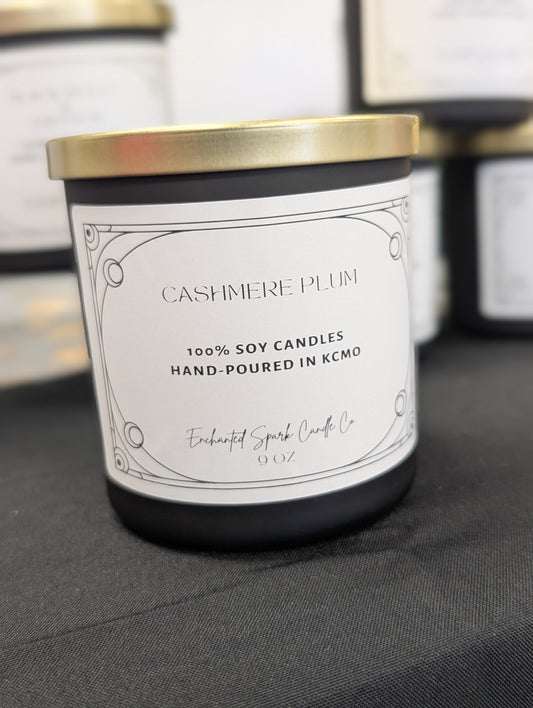 CASHMERE PLUM
100% SOY CANDLES
HAND-POURED IN KCMO
Enchanted Spark Candle Co
9 OZ